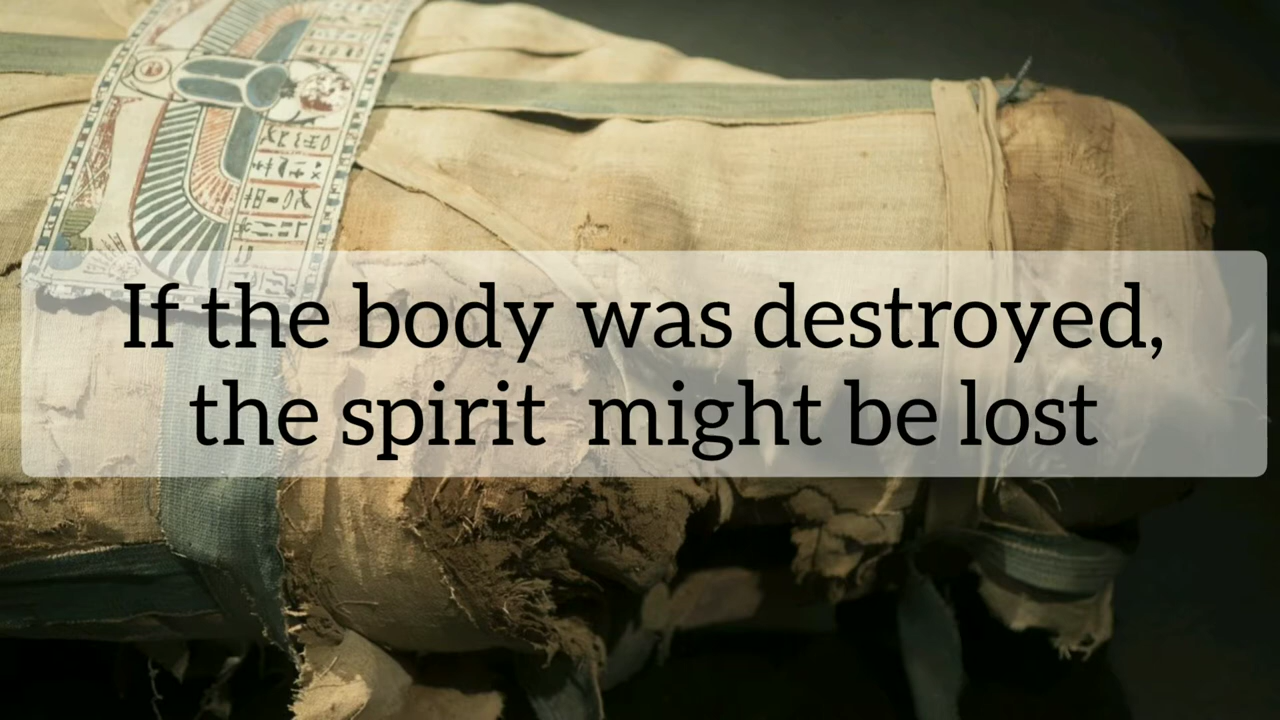 If the body was destroyed,
the spirit  might be lost